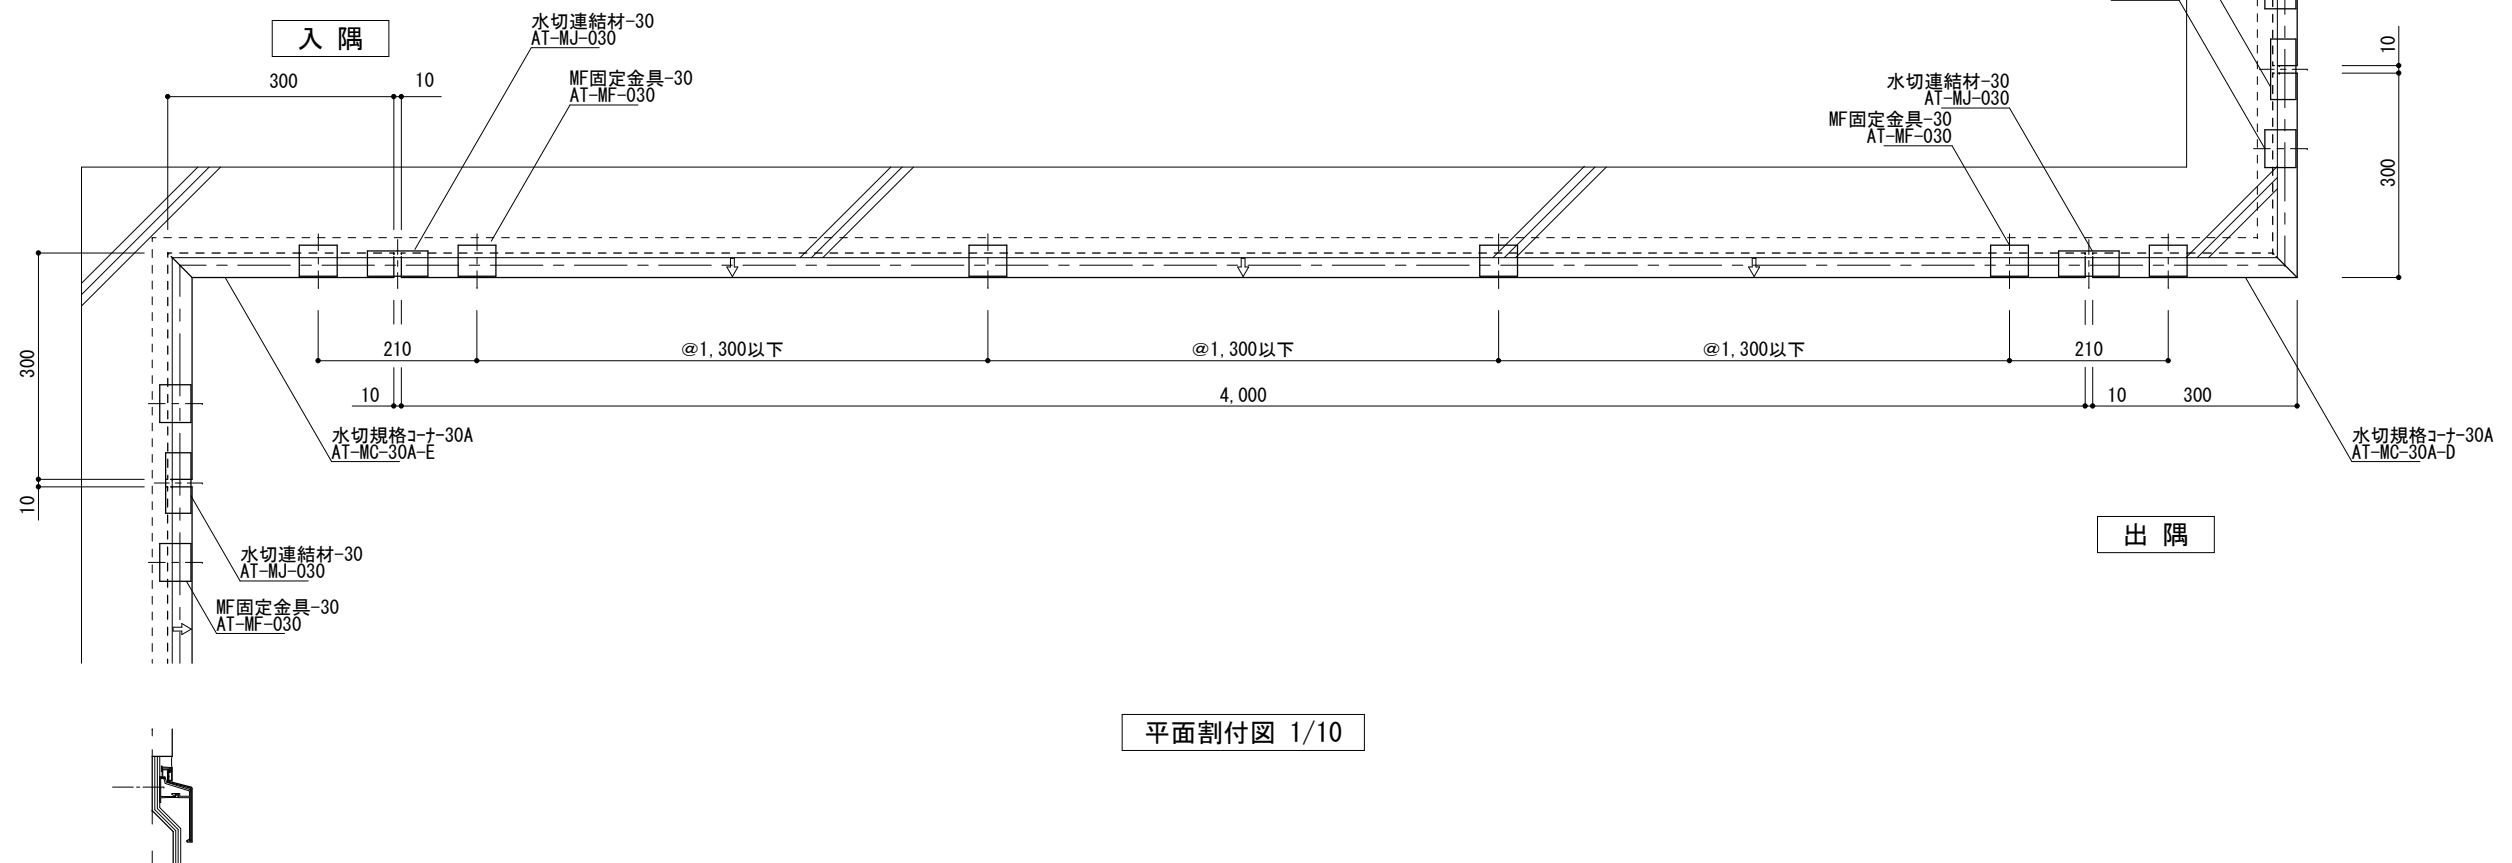 入 隅
水切連結材-30
AT-MJ-030
300
10
MF固定金具-30
AT-MF-030
水切連結材-30
AT-MJ-030
MF固定金具-30
AT-MF-030
10
300
300
10
210
@1,300以下
@1,300以下
@1,300以下
210
10
4,000
10
300
水切規格ｺｰﾅｰ30A
AT-MC-30A-E
水切規格ｺｰﾅｰ30A
AT-MC-30A-D
出 隅
水切連結材-30
AT-MJ-030
MF固定金具-30
AT-MF-030
平面割付図 1/10